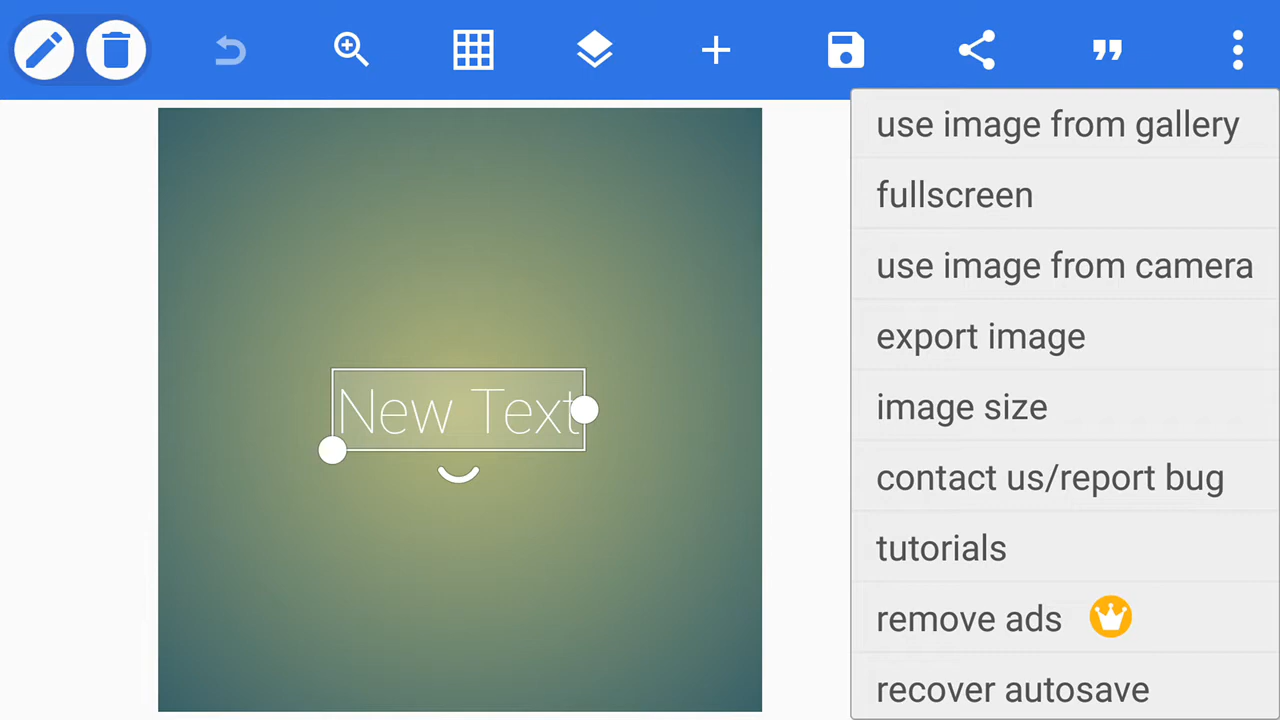 use image from gallery
fullscreen
use image from camera
export image
New Text
image size
contact us/report bug
tutorials
remove ads
recover autosave